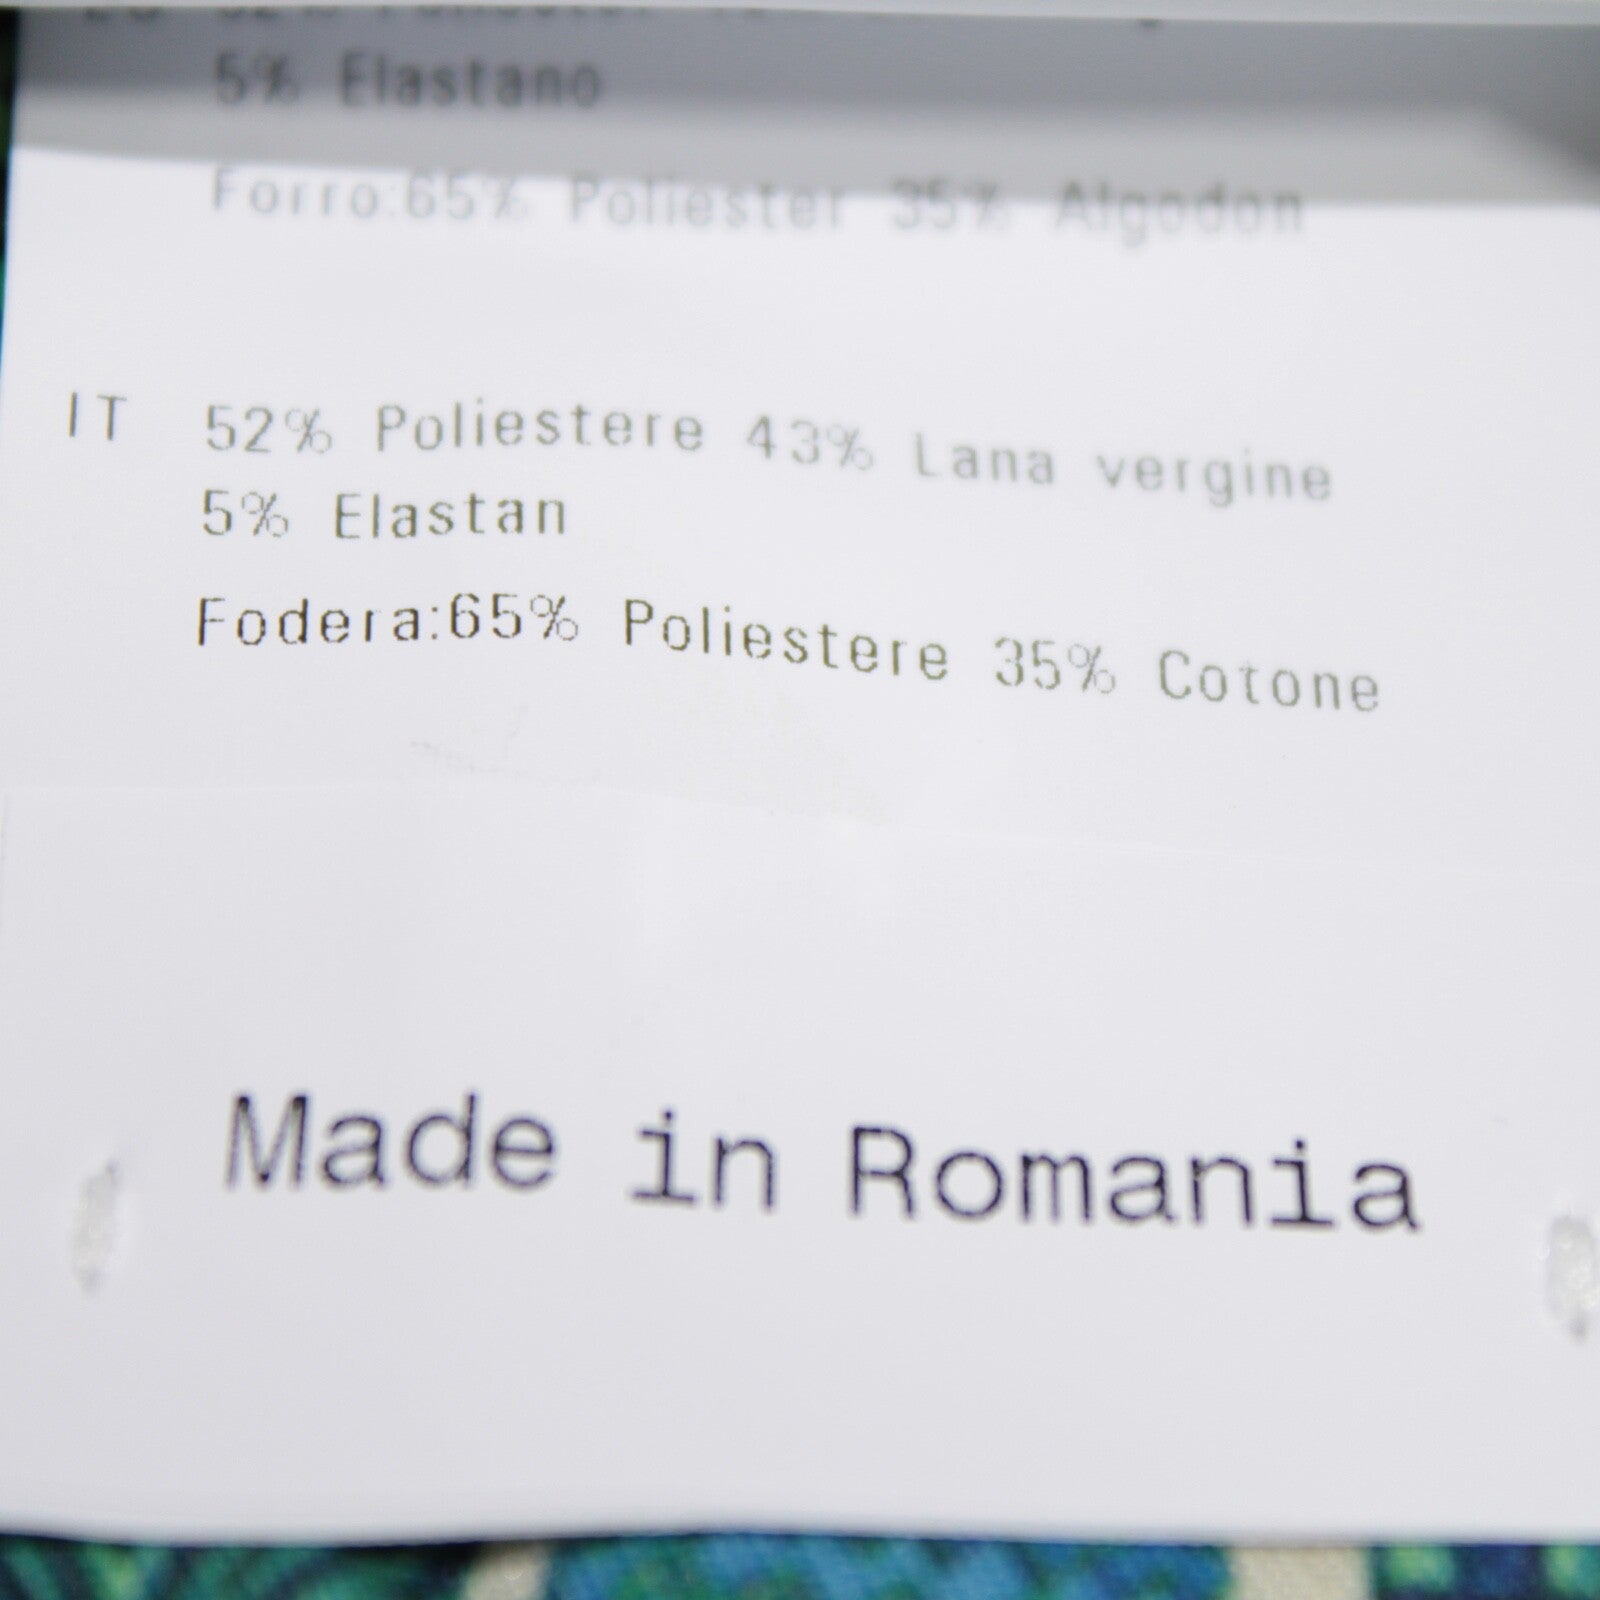 5% Elastano
Forro:65% Poliester 35% Algodon
IT 52% Poliestere 43% Lana vergine
5% Elastan
Fodera:65% Poliestere 35% Cotone
Made in Romania